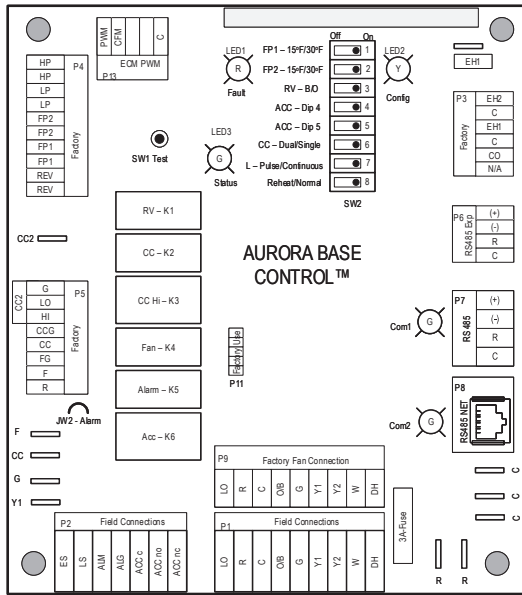 PWM
CFM
C
ECM PWM
P13
LED1
R
Fault
Off On
FP1 – 15ºF/30ºF 1
FP2 – 15ºF/30ºF 2
RV – B/O 3
ACC – Dip 4 4
ACC – Dip 5 5
CC – Dual/Single 6
L – Pulse/Continuous 7
Reheat/Normal 8
SW2
LED2
Y
Config
EH1
P4
HP
HP
LP
LP
FP2
FP2
FP1
FP1
REV
REV
Factory
SW1 Test
LED3
G
Status
P3
Factory
EH2
C
EH1
C
CO
N/A
RV – K1
CC – K2
CC Hi – K3
Fan – K4
Alarm – K5
Acc – K6
CC2
AURORA BASE
CONTROL™
P6
RS485 Exp
(+)
(-)
R
C
CC2
P5
G
LO
HI
CCG
CC
FG
F
R
Factory
JW2 - Alarm
Factory Use
P11
Com1
G
P7
RS 485
(+)
(-)
R
C
Com2
G
P8
RS485 NET
F
CC
G
Y1
P9
Factory Fan Connection
LO
R
C
O/B
G
Y1
Y2
W
DH
3A-Fuse
C
C
C
P2
Field Connections
ES
LS
ALM
ALG
ACC c
ACC no
ACC nc
P1
Field Connections
LO
R
C
O/B
G
Y1
Y2
W
DH
R R